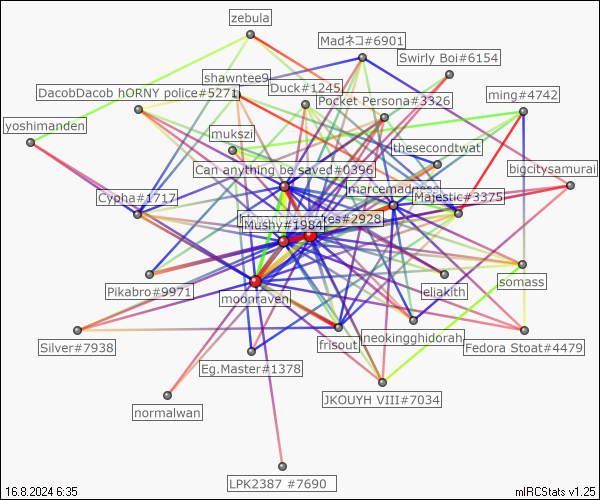 zebula
Madネコ#6901
Swirly Boi#6154
shawntee9
DacobDacob hORNY police#5271
Duck#1245
Pocket Persona#3326
ming#4742
yoshimanden
mukszi
thesecondtwat
Can anything be saved#0396
bigcitysamurai
Cypha#1717
marcemadness
Majestic#3375
#2928
Mushy#1984
Pikabro#9971
moonraven
eliakith
somass
Silver#7938
frisout
neokingghidorah
Fedora Stoat#4479
Eg.Master#1378
normalwan
JKOUYH VIII#7034
LPK2387 #7690
16.8.2024 6:35
mIRCStats v1.25